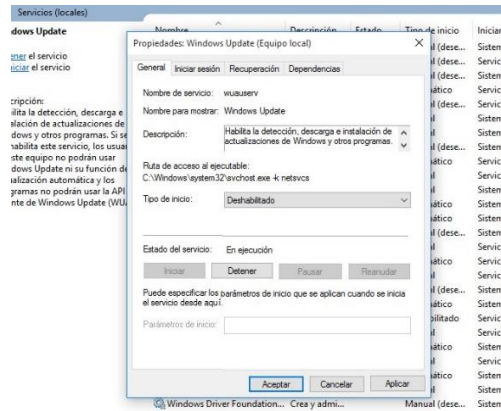 Servicios (locales)
dows Update
ener el servicio
iciar el servicio
cripción:
ilita la detección, descarga e
alación de actualizaciones de
dows y otros programas. Si se
habilita este servicio, los usua
ste equipo no podrán usar
dows Update ni su función de
ualización automática y los
gramas no podrán usar la API
nte de Windows Update (WU
Nombre Descripción Estado Tipo de inicio Iniciar
Propiedades: Windows Update (Equipo local)
General Iniciar sesión Recuperación Dependencias
Nombre de servicio: wuauserv
Nombre para mostrar: Windows Update
Descripción: Habilita la detección, descarga e instalación de
actualizaciones de Windows y otros programas.
Ruta de acceso al ejecutable:
C:\Windows\system32\svchost.exe -k netsvcs
Tipo de inicio: Deshabilitado
Estado del servicio: En ejecución
Iniciar Detener Pausar Reanudar
Puede especificar los parámetros de inicio que se aplican cuando se inicia
el servicio desde aquí.
Parámetros de inicio:
Aceptar Cancelar Aplicar
Windows Driver Foundation... Crea y admi... Manual (dese... Sistem